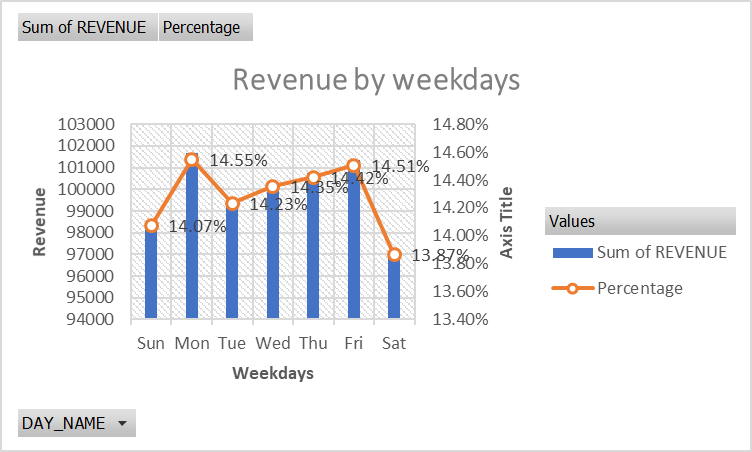 Sum of REVENUE Percentage
Revenue by weekdays
103000
102000
101000
100000
99000
98000
97000
96000
95000
94000
Revenue
14.07%
14.55%
14.23%
14.35%
14.42%
14.51%
13.87%
14.80%
14.60%
14.40%
14.20%
14.00%
13.80%
13.60%
13.40%
Axis Title
Sun Mon Tue Wed Thu Fri Sat
Weekdays
Values
Sum of REVENUE
Percentage
DAY_NAME